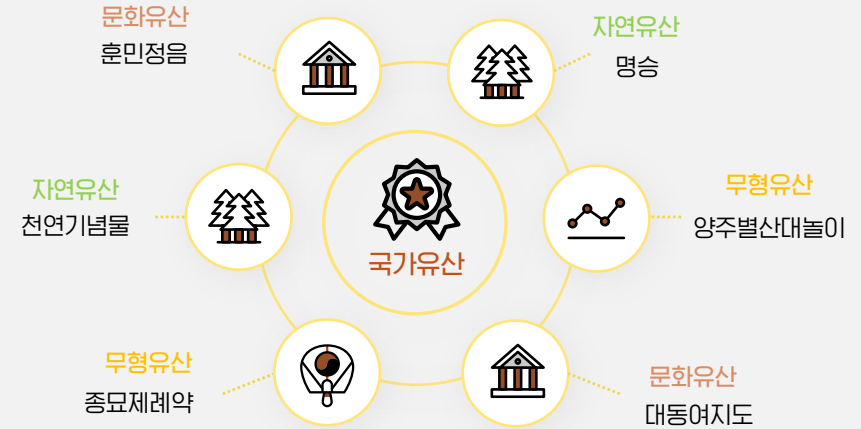 문화유산
훈민정음
자연유산
명승
자연유산
천연기념물
국가유산
무형유산
양주별산대놀이
무형유산
종묘제례약
문화유산
대동여지도